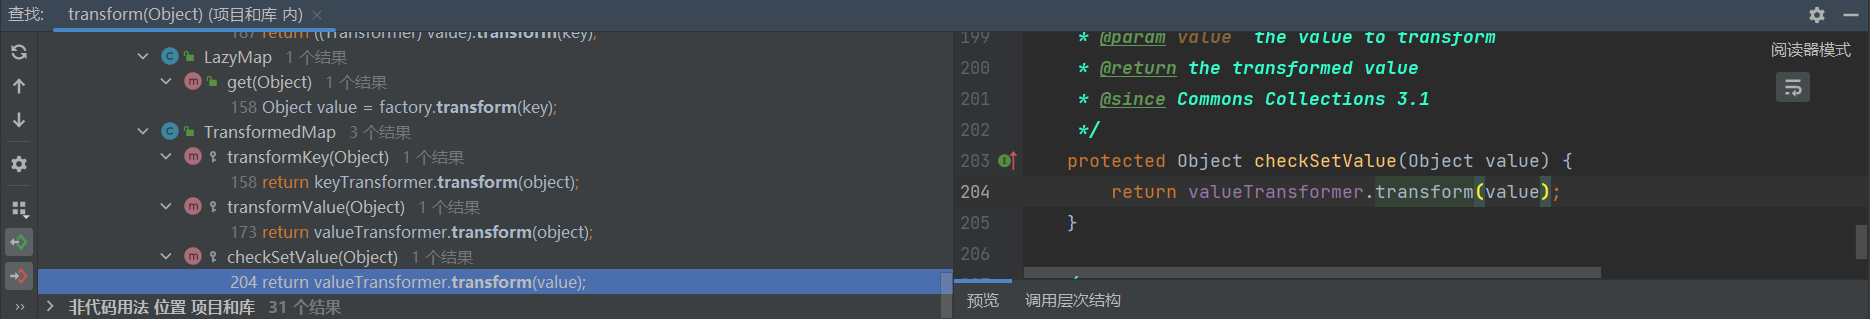 查找: transform(Object) (项目和库 内) ×
167 return ((Transformer) value).transform(key);
LazyMap 1 个结果
get(Object) 1 个结果
158 Object value = factory.transform(key);
TransformedMap 3 个结果
transformKey(Object) 1 个结果
158 return keyTransformer.transform(object);
transformValue(Object) 1 个结果
173 return valueTransformer.transform(object);
checkSetValue(Object) 1 个结果
204 return valueTransformer.transform(value);
非代码用法 位置 项目和库 31 个结果
199 * @param value the value to transform
200 * @return the transformed value
201 * @since Commons Collections 3.1
202 */
203 protected Object checkSetValue(Object value) {
204 return valueTransformer.transform(value);
205 }
206
阅读器模式
预览 调用层次结构